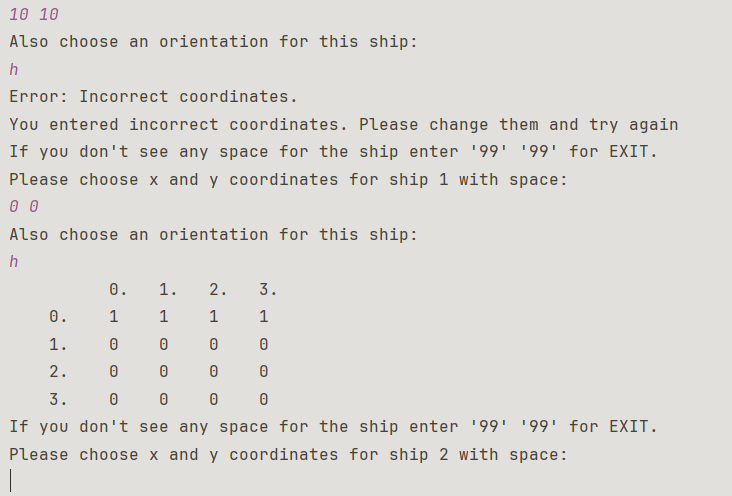 10 10
Also choose an orientation for this ship:
h
Error: Incorrect coordinates.
You entered incorrect coordinates. Please change them and try again
If you don't see any space for the ship enter '99' '99' for EXIT.
Please choose x and y coordinates for ship 1 with space:
0 0
Also choose an orientation for this ship:
h
0. 1. 2. 3.
0. 1 1 1 1
1. 0 0 0 0
2. 0 0 0 0
3. 0 0 0 0
If you don't see any space for the ship enter '99' '99' for EXIT.
Please choose x and y coordinates for ship 2 with space: